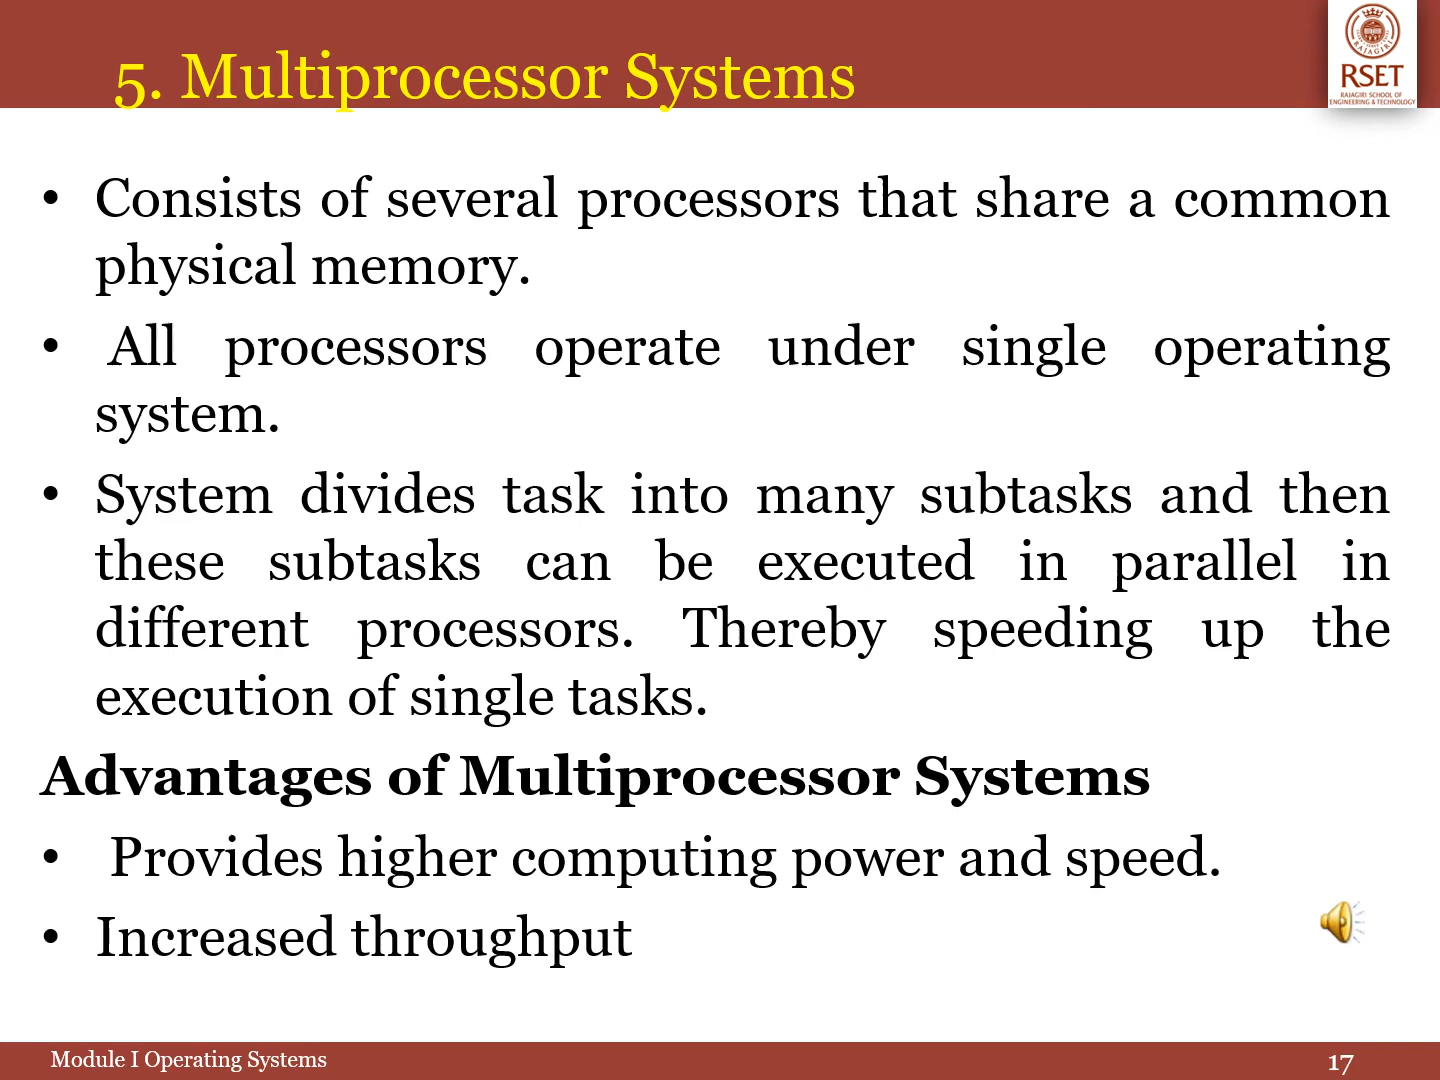 5. Multiprocessor Systems
RAJAGIRI
RSET
RAJAGIRI SCHOOL OF
ENGINEERING & TECHNOLOGY
• Consists of several processors that share a common
physical memory.
• All processors operate under single operating
system.
• System divides task into many subtasks and then
these subtasks can be executed in parallel in
different processors. Thereby speeding up the
execution of single tasks.
Advantages of Multiprocessor Systems
• Provides higher computing power and speed.
• Increased throughput
Module I Operating Systems
17